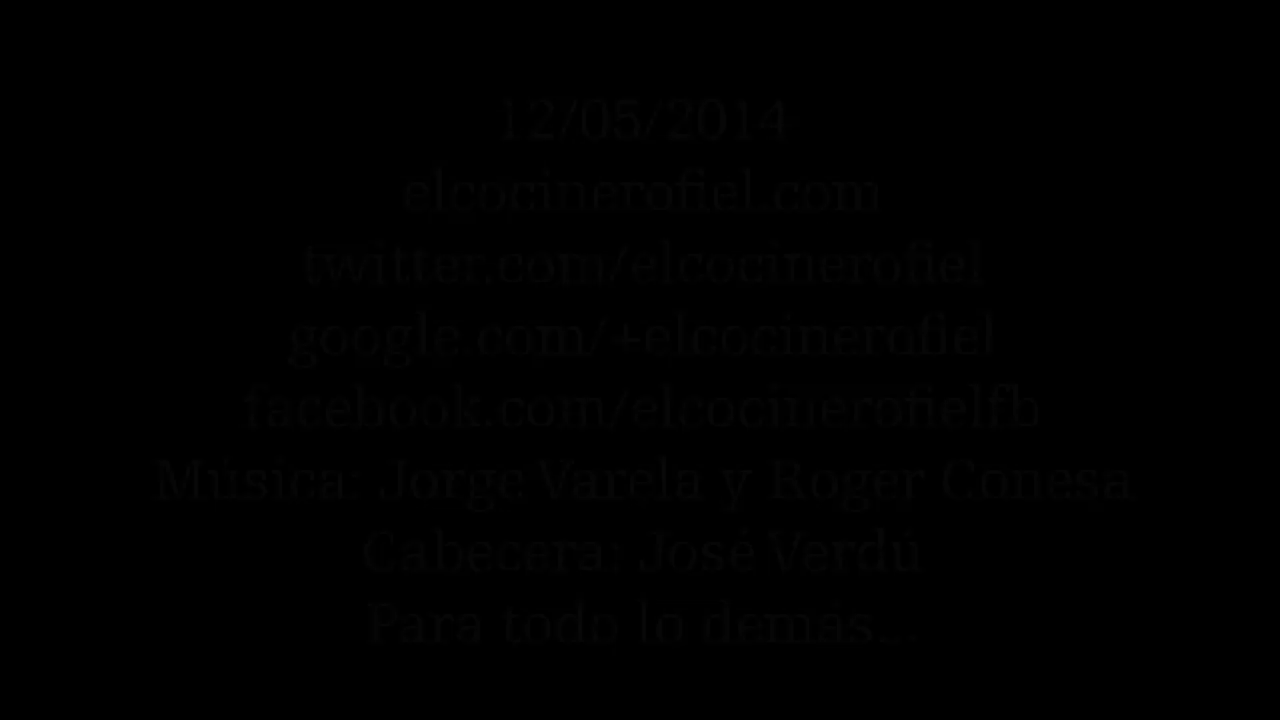 12/05/2014
elcocinerofiel.com
twitter.com/elcocinerofiel
google.com/+elcocinerofiel
facebook.com/elcocinerofielfb
Música: Jorge Varela y Roger Conesa
Cabecera: José Verdú
Para todo lo demás...